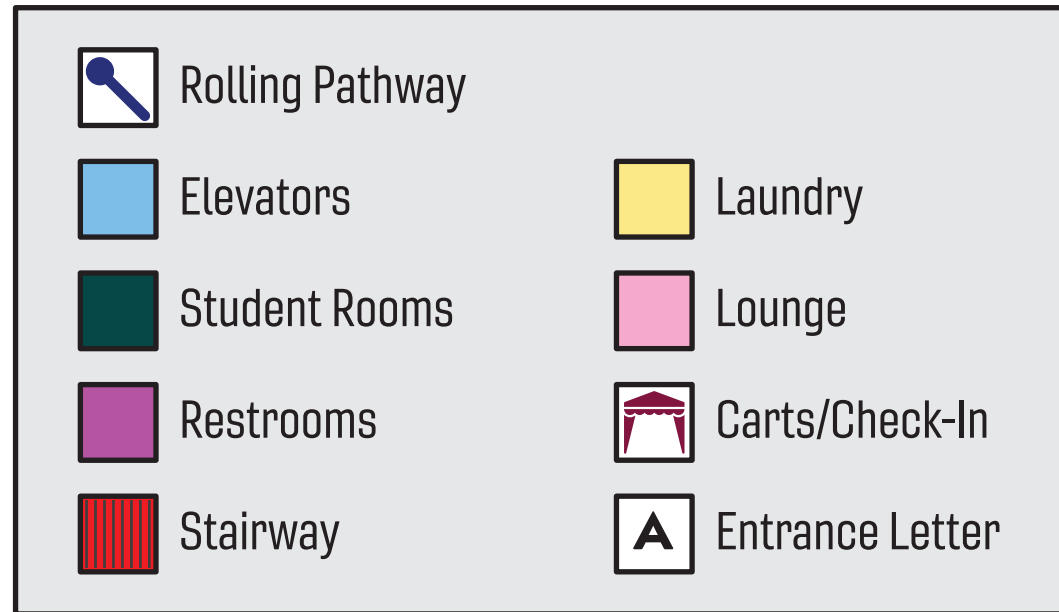 Rolling Pathway
Elevators
Laundry
Student Rooms
Lounge
Restrooms
Carts/Check-In
Stairway
A
Entrance Letter